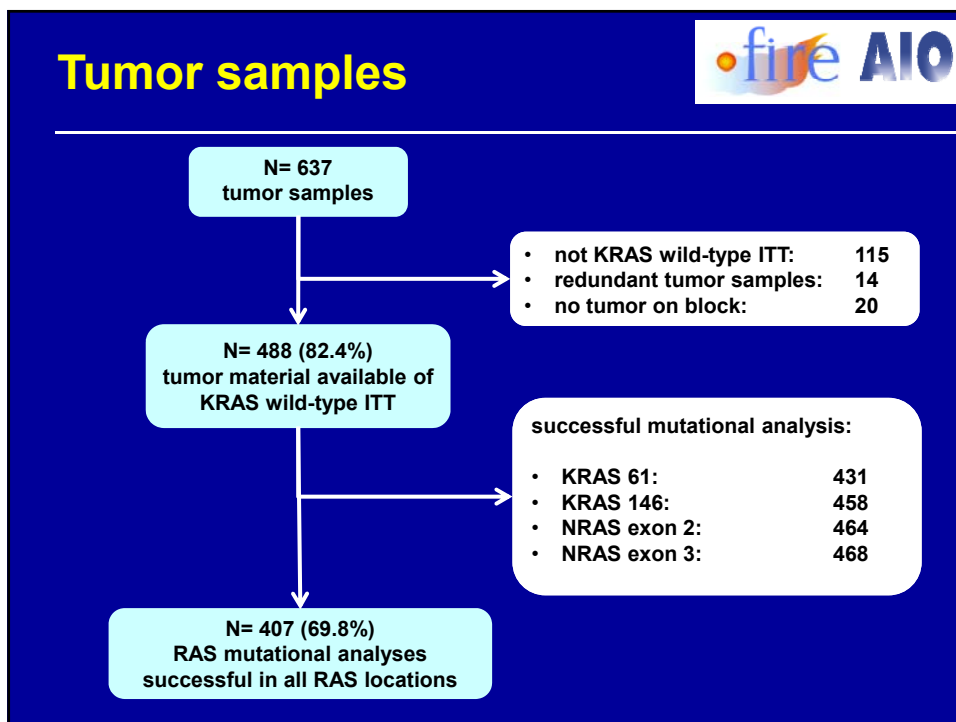 Tumor samples
fire AIO
N= 637
tumor samples
• not KRAS wild-type ITT: 115
• redundant tumor samples: 14
• no tumor on block: 20
N= 488 (82.4%)
tumor material available of
KRAS wild-type ITT
successful mutational analysis:
• KRAS 61: 431
• KRAS 146: 458
• NRAS exon 2: 464
• NRAS exon 3: 468
N= 407 (69.8%)
RAS mutational analyses
successful in all RAS locations